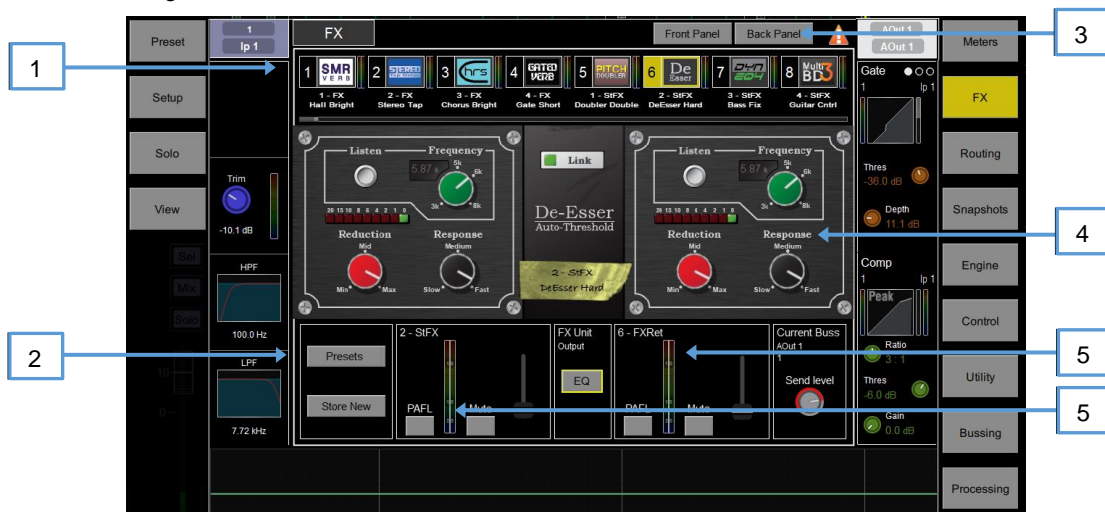 1
2
3
4
5
5
Preset
Setup
Solo
View
Sel
Mix
Solo
10
0
1
Ip 1
Trim
-10.1 dB
HPF
100.0 Hz
LPF
7.72 kHz
FX
Front Panel
Back Panel
1 SMR VERB
1 - FX
Hall Bright
2 STEREO
2 - FX
Stereo Tap
3 chrs
3 - FX
Chorus Bright
4 GATED VERB
4 - FX
Gate Short
5 PITCH DOUBLER
1 - StFX
Doubler Double
6 De Esser
2 - StFX
DeEsser Hard
7 DYN EQ4
3 - StFX
Bass Fix
8 Multi BD3
4 - StFX
Guitar Cntrl
Listen
Frequency
5.87 k
5k
6k
3k
8k
20 15 10 8 6 4 2 1 0
Reduction
Mid
Min
Max
Response
Medium
Slow
Fast
Link
De-Esser
Auto-Threshold
2 - StFX
DeEsser Hard
Listen
Frequency
5.87 k
5k
6k
3k
8k
20 15 10 8 6 4 2 1 0
Reduction
Mid
Min
Max
Response
Medium
Slow
Fast
Presets
Store New
2 - StFX
PAFL
Mute
FX Unit
Output
EQ
6 - FXRet
PAFL
Mute
Current Buss
AOut 1
1
Send level
AOut 1
AOut 1
Gate
1
Ip 1
Thres
-36.0 dB
Depth
11.1 dB
Comp
1
Ip 1
Peak
Ratio
3 : 1
Thres
-6.0 dB
Gain
0.0 dB
Meters
FX
Routing
Snapshots
Engine
Control
Utility
Bussing
Processing